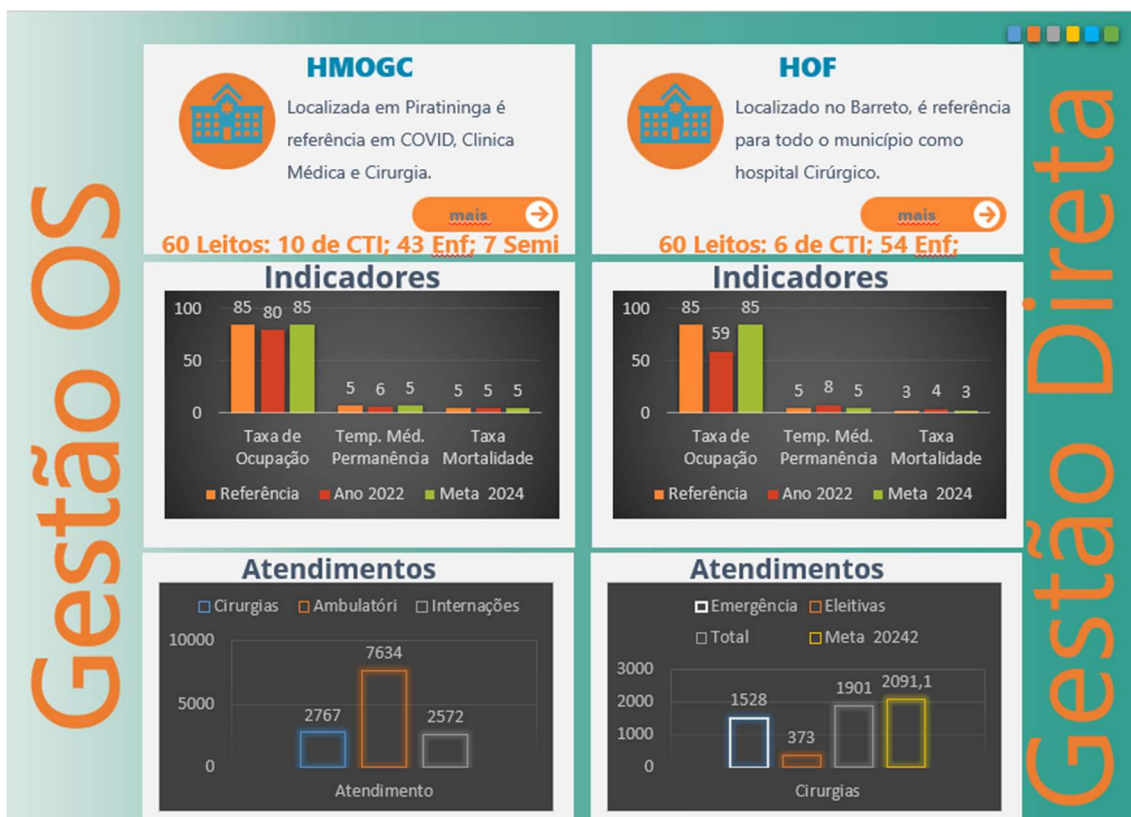 Gestão OS
HMOGC
Localizada em Piratininga é
referência em COVID, Clinica
Médica e Cirurgia.
mais
60 Leitos: 10 de CTI; 43 Enf; 7 Semi
Indicadores
100
50
0
85 80 85
5 6 5
5 5 5
Taxa de
Ocupação
Temp. Méd.
Permanência
Taxa
Mortalidade
Referência Ano 2022 Meta 2024
Atendimentos
Cirurgias Ambulatóri Internações
10000
5000
0
2767
7634
2572
Atendimento
HOF
Localizado no Barreto, é referência
para todo o município como
hospital Cirúrgico.
mais
60 Leitos: 6 de CTI; 54 Enf;
Indicadores
100
50
0
85 59 85
5 8 5
3 4 3
Taxa de
Ocupação
Temp. Méd.
Permanência
Taxa
Mortalidade
Referência Ano 2022 Meta 2024
Atendimentos
Emergência Eleitivas
Total Meta 20242
3000
2000
1000
0
1528
373
1901
2091,1
Cirurgias
Gestão Direta